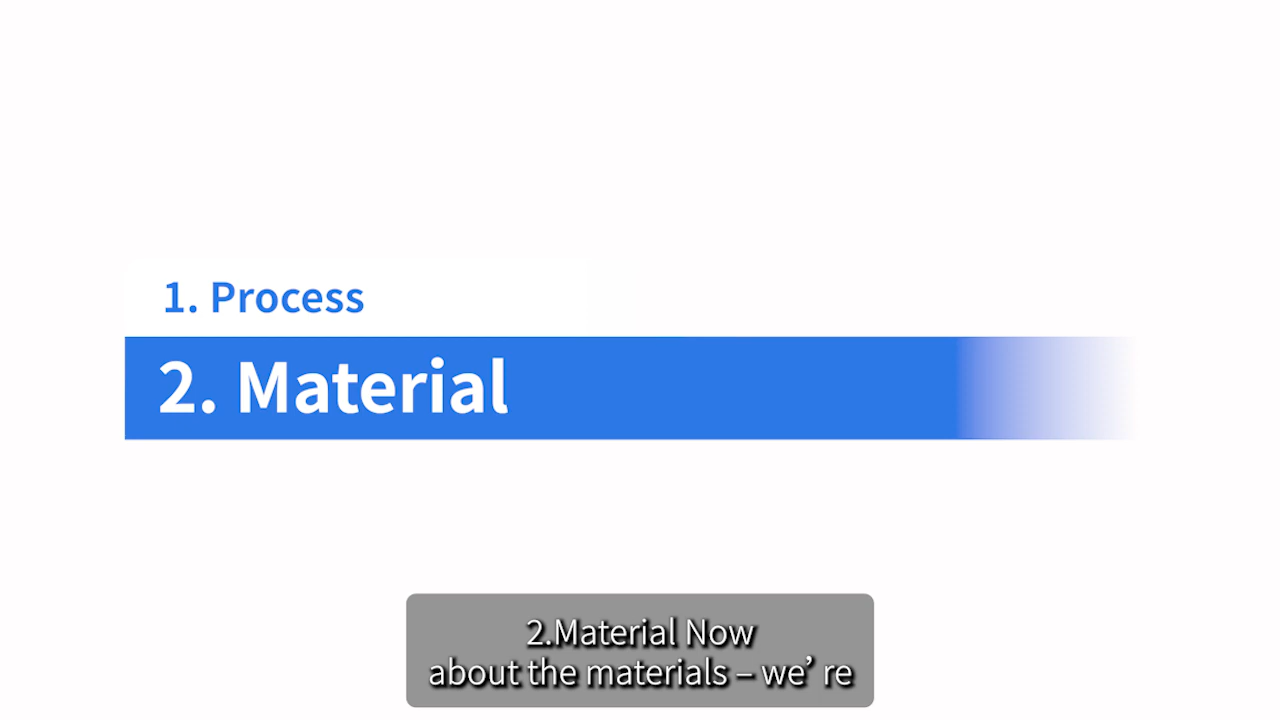 1. Process
2. Material
2.Material Now
about the materials – we’ re